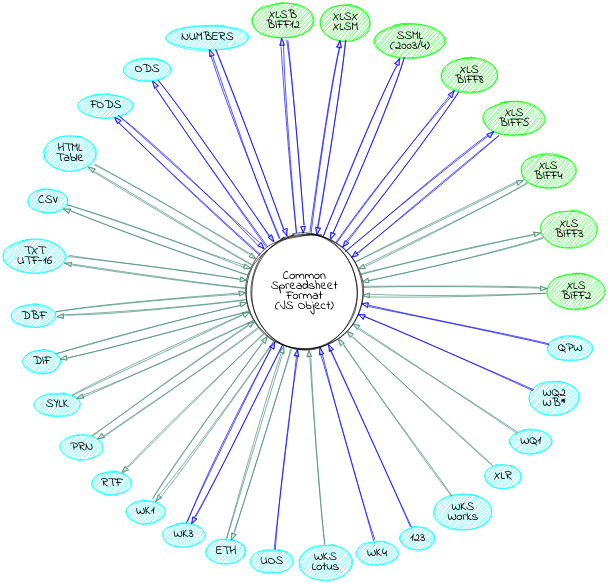 XLSB
BIFF12
XLSX
XLSM
SSML
(2003/4)
XLS
BIFF8
XLS
BIFF5
XLS
BIFF4
XLS
BIFF3
XLS
BIFF2
QPW
WQ2
WB*
WQ1
XLR
WKS
Works
123
WK4
WKS
Lotus
UOS
ETH
WK3
WK1
RTF
PRN
SYLK
DIF
DBF
TXT
UTF-16
CSV
HTML
Table
FODS
ODS
NUMBERS
Common
Spreadsheet
Format
(JS Object)